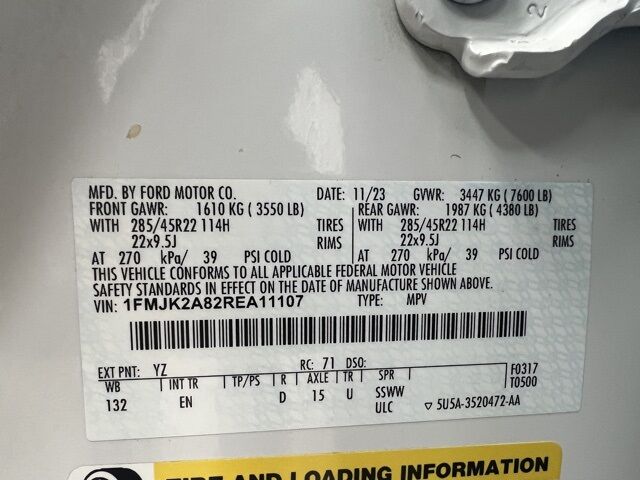 2
MFD. BY FORD MOTOR CO. DATE: 11/23 GVWR: 3447 KG ( 7600 LB)
FRONT GAWR: 1610 KG ( 3550 LB) REAR GAWR: 1987 KG ( 4380 LB)
WITH 285/45R22 114H TIRES WITH 285/45R22 114H TIRES
22x9.5J RIMS 22x9.5J RIMS
AT 270 kPa/ 39 PSI COLD AT 270 kPa/ 39 PSI COLD
THIS VEHICLE CONFORMS TO ALL APPLICABLE FEDERAL MOTOR VEHICLE
SAFETY STANDARDS IN EFFECT ON THE DATE OF MANUFACTURE SHOWN ABOVE.
VIN: 1FMJK2A82REA11107 TYPE: MPV
EXT PNT: YZ RC: 71 DSO: F0317
WB INT TR TP/PS R AXLE TR SPR T0500
132 EN D 15 U SSWW
ULC ▽ 5U5A-3520472-AA
TIRE AND LOADING INFORMATION